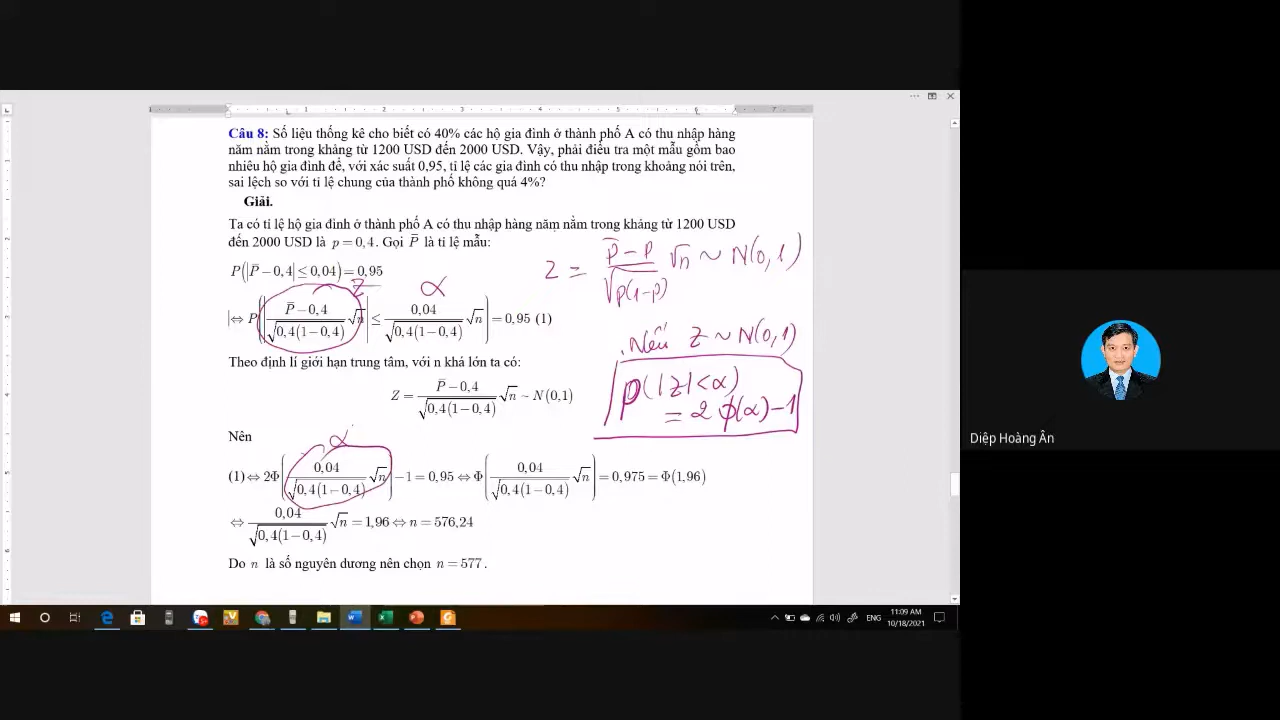 Câu 8: Số liệu thống kê cho biết có 40% các hộ gia đình ở thành phố A có thu nhập hàng
năm nằm trong khảng từ 1200 USD đến 2000 USD. Vậy, phải điều tra một mẫu gồm bao
nhiêu hộ gia đình để, với xác suất 0,95, tỉ lệ các gia đình có thu nhập trong khoảng nói trên,
sai lệch so với tỉ lệ chung của thành phố không quá 4%?
Giải.
Ta có tỉ lệ hộ gia đình ở thành phố A có thu nhập hàng năm nằm trong khảng từ 1200 USD
đến 2000 USD là p = 0,4. Gọi P̅ là tỉ lệ mẫu:
P(|P̅ − 0,4| ≤ 0,04) = 0,95
Z α
⇔ P(|(P̅ − 0,4)/√(0,4(1−0,4)) √n| ≤ 0,04/√(0,4(1−0,4)) √n) = 0,95 (1)
Z = (P̅ − P)/√(p(1−p)) √n ~ N(0,1)
Theo định lí giới hạn trung tâm, với n khá lớn ta có:
Nếu Z ~ N(0,1)
Z = (P̅ − 0,4)/√(0,4(1−0,4)) √n ~ N(0,1)
P(|Z|<α)
= 2ϕ(α)−1
Nên
α
(1) ⇔ 2Φ(0,04/√(0,4(1−0,4)) √n) − 1 = 0,95 ⇔ Φ(0,04/√(0,4(1−0,4)) √n) = 0,975 = Φ(1,96)
⇔ 0,04/√(0,4(1−0,4)) √n = 1,96 ⇔ n = 576,24
Do n là số nguyên dương nên chọn n = 577.
Diệp Hoàng Ân
ENG
11:09 AM
10/18/2021